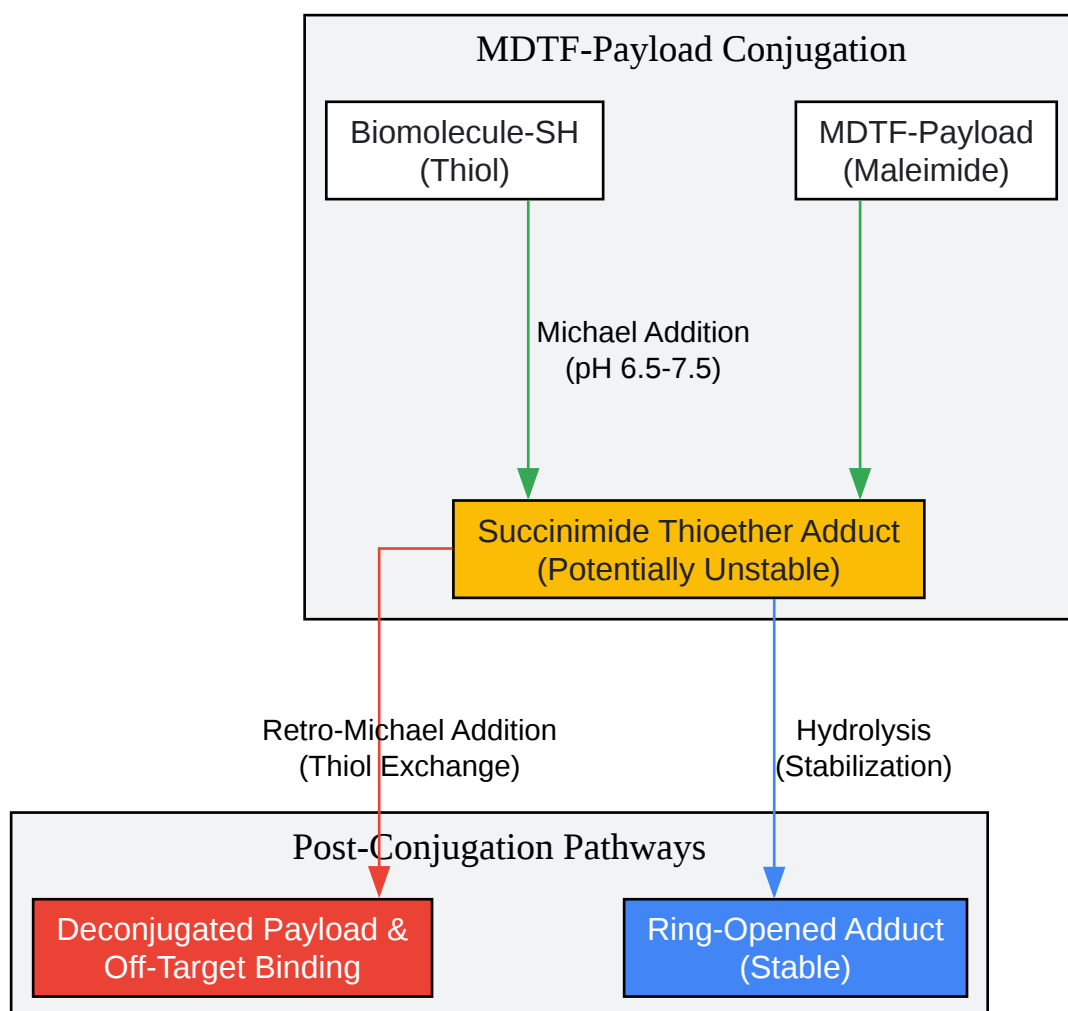 MDTF-Payload Conjugation
Biomolecule-SH
(Thiol)
MDTF-Payload
(Maleimide)
Michael Addition
(pH 6.5-7.5)
Succinimide Thioether Adduct
(Potentially Unstable)
Retro-Michael Addition
(Thiol Exchange)
Hydrolysis
(Stabilization)
Post-Conjugation Pathways
Deconjugated Payload &
Off-Target Binding
Ring-Opened Adduct
(Stable)